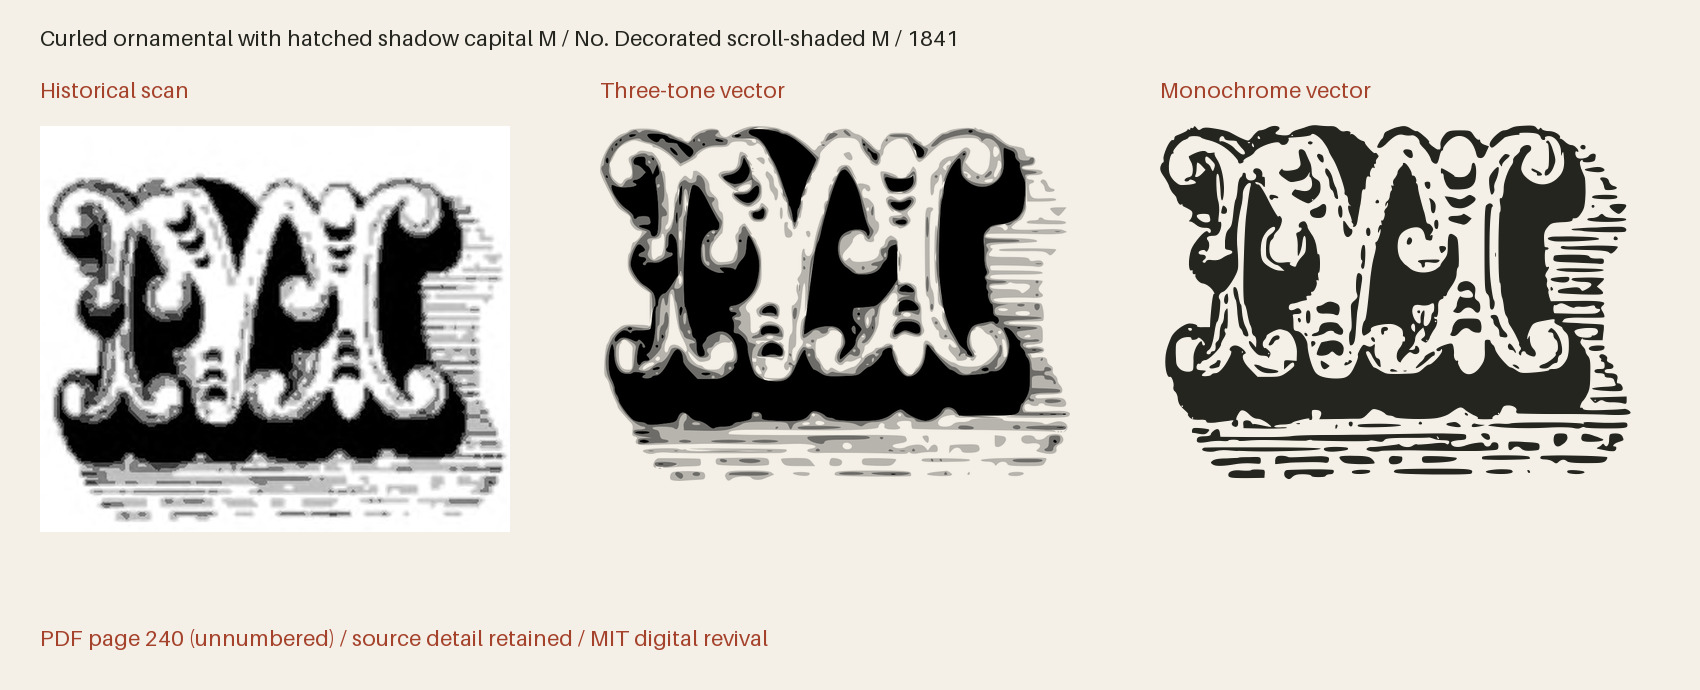 Curled ornamental with hatched shadow capital M / No. Decorated scroll-shaded M / 1841
Historical scan
Three-tone vector
Monochrome vector
M
M
M
PDF page 240 (unnumbered) / source detail retained / MIT digital revival